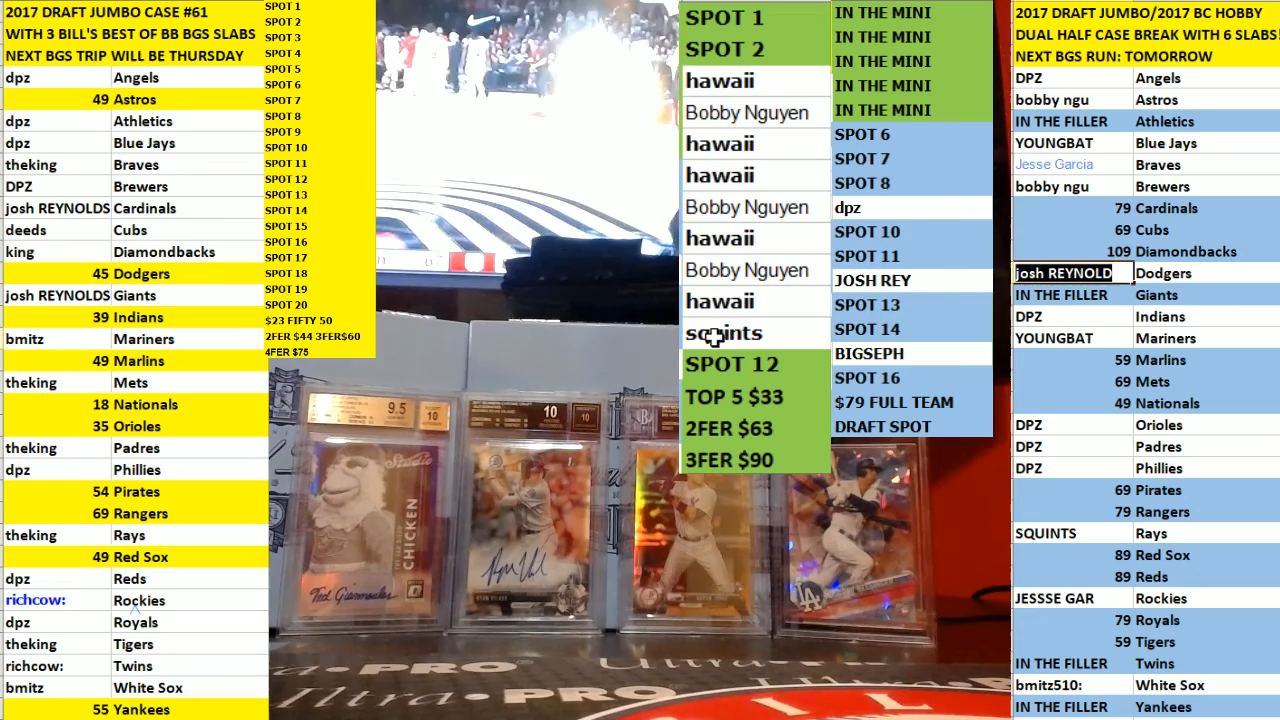 2017 DRAFT JUMBO CASE #61
WITH 3 BILL'S BEST OF BB BGS SLABS
NEXT BGS TRIP WILL BE THURSDAY
dpz Angels
49 Astros
dpz Athletics
dpz Blue Jays
theking Braves
DPZ Brewers
josh REYNOLDS Cardinals
deeds Cubs
king Diamondbacks
45 Dodgers
josh REYNOLDS Giants
39 Indians
bmitz Mariners
49 Marlins
theking Mets
18 Nationals
35 Orioles
theking Padres
dpz Phillies
54 Pirates
69 Rangers
theking Rays
49 Red Sox
dpz Reds
richcow: Rockies
dpz Royals
theking Tigers
richcow: Twins
bmitz White Sox
55 Yankees
SPOT 1
SPOT 2
SPOT 3
SPOT 4
SPOT 5
SPOT 6
SPOT 7
SPOT 8
SPOT 9
SPOT 10
SPOT 11
SPOT 12
SPOT 13
SPOT 14
SPOT 15
SPOT 16
SPOT 17
SPOT 18
SPOT 19
SPOT 20
$23 FIFTY 50
2FER $44 3FER$60
4FER $75
SPOT 1
SPOT 2
hawaii
Bobby Nguyen
hawaii
hawaii
Bobby Nguyen
hawaii
Bobby Nguyen
hawaii
squints
SPOT 12
TOP 5 $33
2FER $63
3FER $90
IN THE MINI
IN THE MINI
IN THE MINI
IN THE MINI
IN THE MINI
SPOT 6
SPOT 7
SPOT 8
dpz
SPOT 10
SPOT 11
JOSH REY
SPOT 13
SPOT 14
BIGSEPH
SPOT 16
$79 FULL TEAM
DRAFT SPOT
2017 DRAFT JUMBO/2017 BC HOBBY
DUAL HALF CASE BREAK WITH 6 SLABS!
NEXT BGS RUN: TOMORROW
DPZ Angels
bobby ngu Astros
IN THE FILLER Athletics
YOUNGBAT Blue Jays
Jesse Garcia Braves
bobby ngu Brewers
79 Cardinals
69 Cubs
109 Diamondbacks
josh REYNOLD Dodgers
IN THE FILLER Giants
DPZ Indians
YOUNGBAT Mariners
59 Marlins
69 Mets
49 Nationals
DPZ Orioles
DPZ Padres
DPZ Phillies
69 Pirates
79 Rangers
SQUINTS Rays
89 Red Sox
89 Reds
JESSSE GAR Rockies
79 Royals
59 Tigers
IN THE FILLER Twins
bmitz510: White Sox
IN THE FILLER Yankees
9.5 10
10 10
Studio
CHICKEN
Ted Giannoulas
LA
Ultra PRO Ultra
Ultra PRO